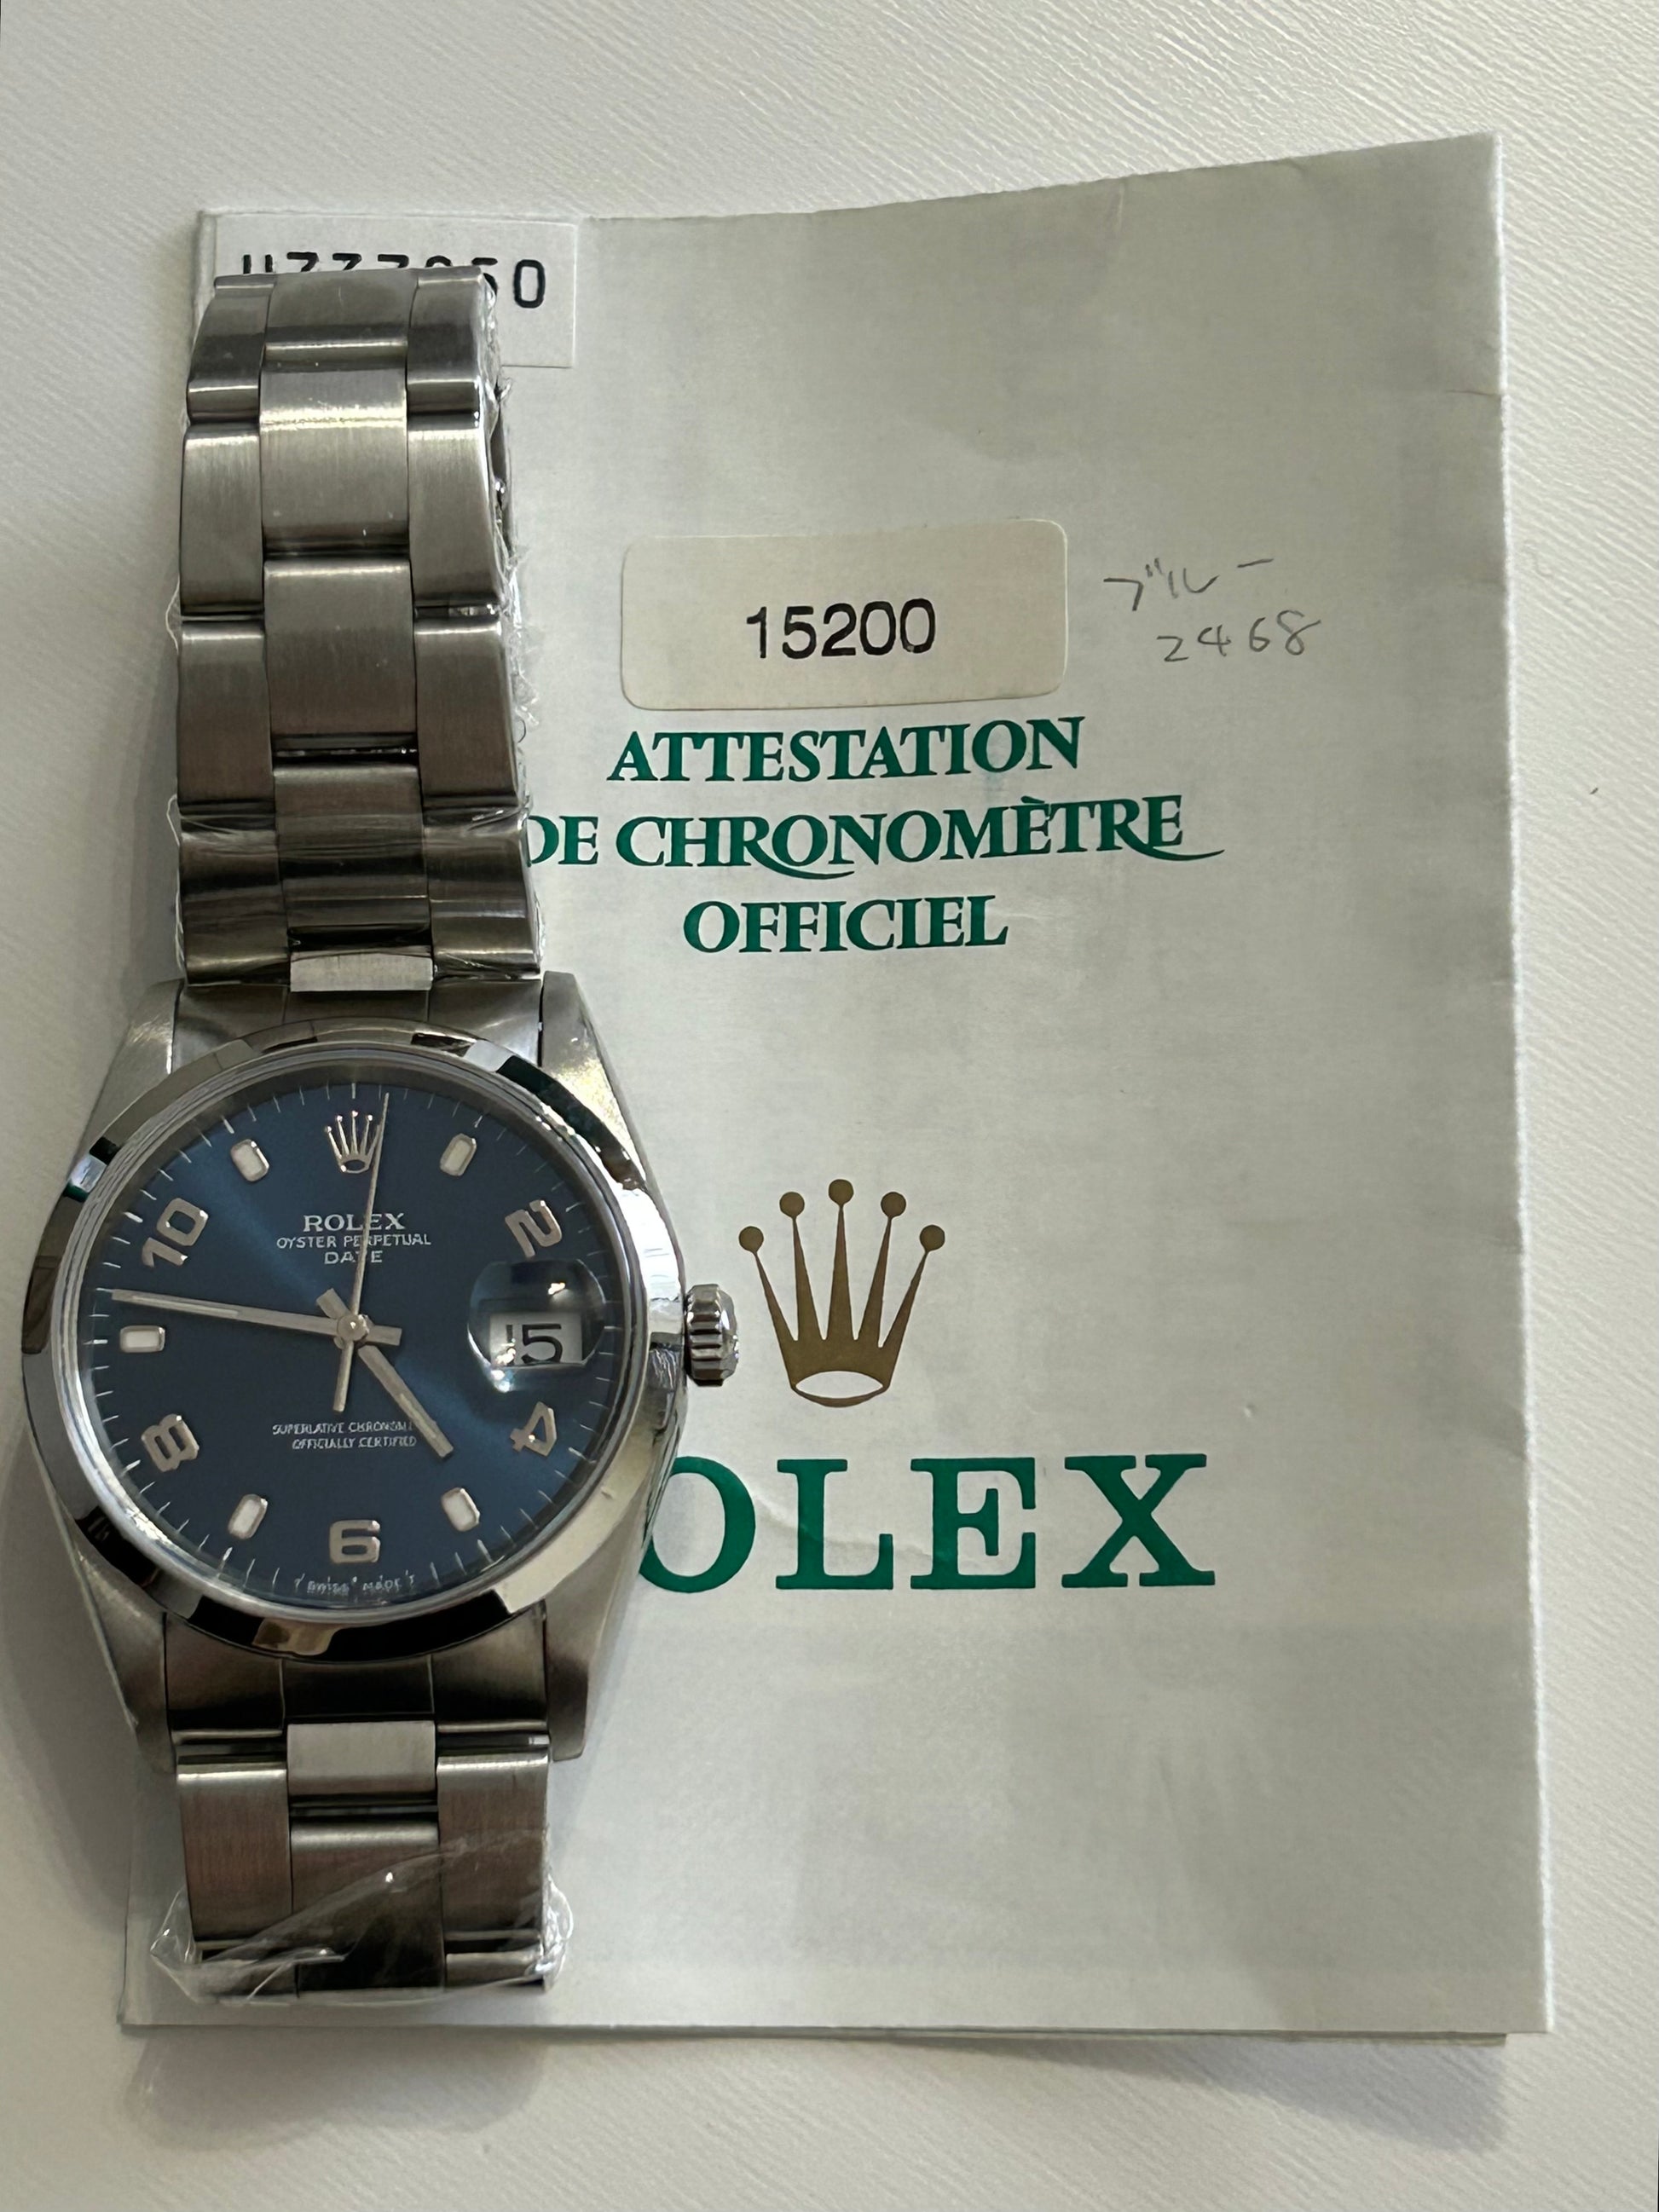 15200
ブルー
2468
ATTESTATION
DE CHRONOMÈTRE
OFFICIEL
ROLEX
OYSTER PERPETUAL
DATE
10
2
15
8
4
6
SUPERLATIVE
OFFICIALLY CERTIFIED
T SWISS MADE T
OLEX